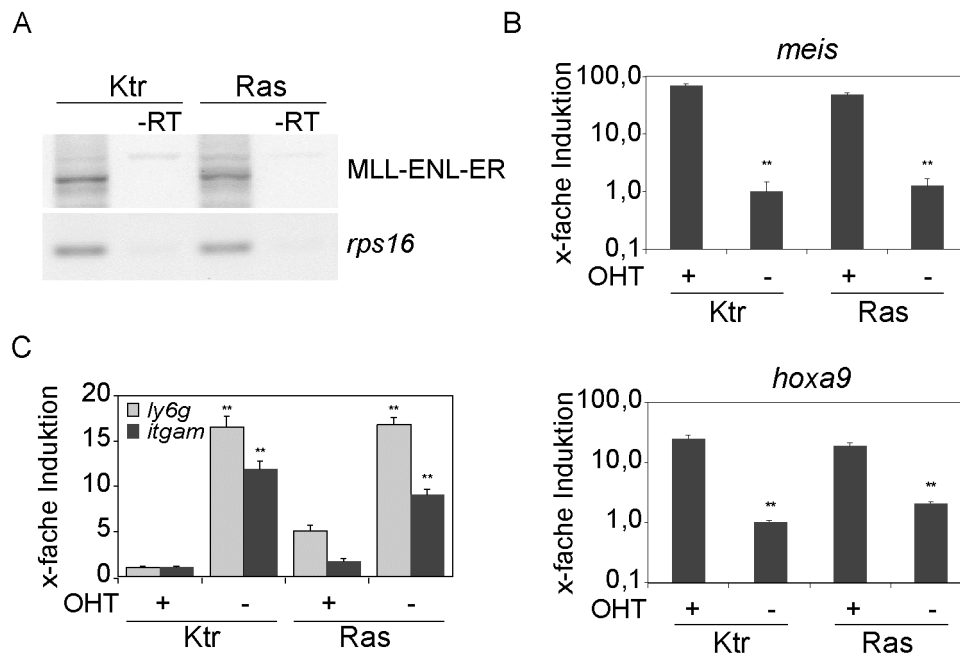 A
Ktr Ras
-RT -RT
MLL-ENL-ER
rps16
B
meis
x-fache Induktion
100,0
10,0
1,0
0,1
** **
OHT + - + -
Ktr Ras
hoxa9
x-fache Induktion
100,0
10,0
1,0
0,1
** **
OHT + - + -
Ktr Ras
C
x-fache Induktion
20
15
10
5
0
ly6g
itgam
** ** ** **
OHT + - + -
Ktr Ras